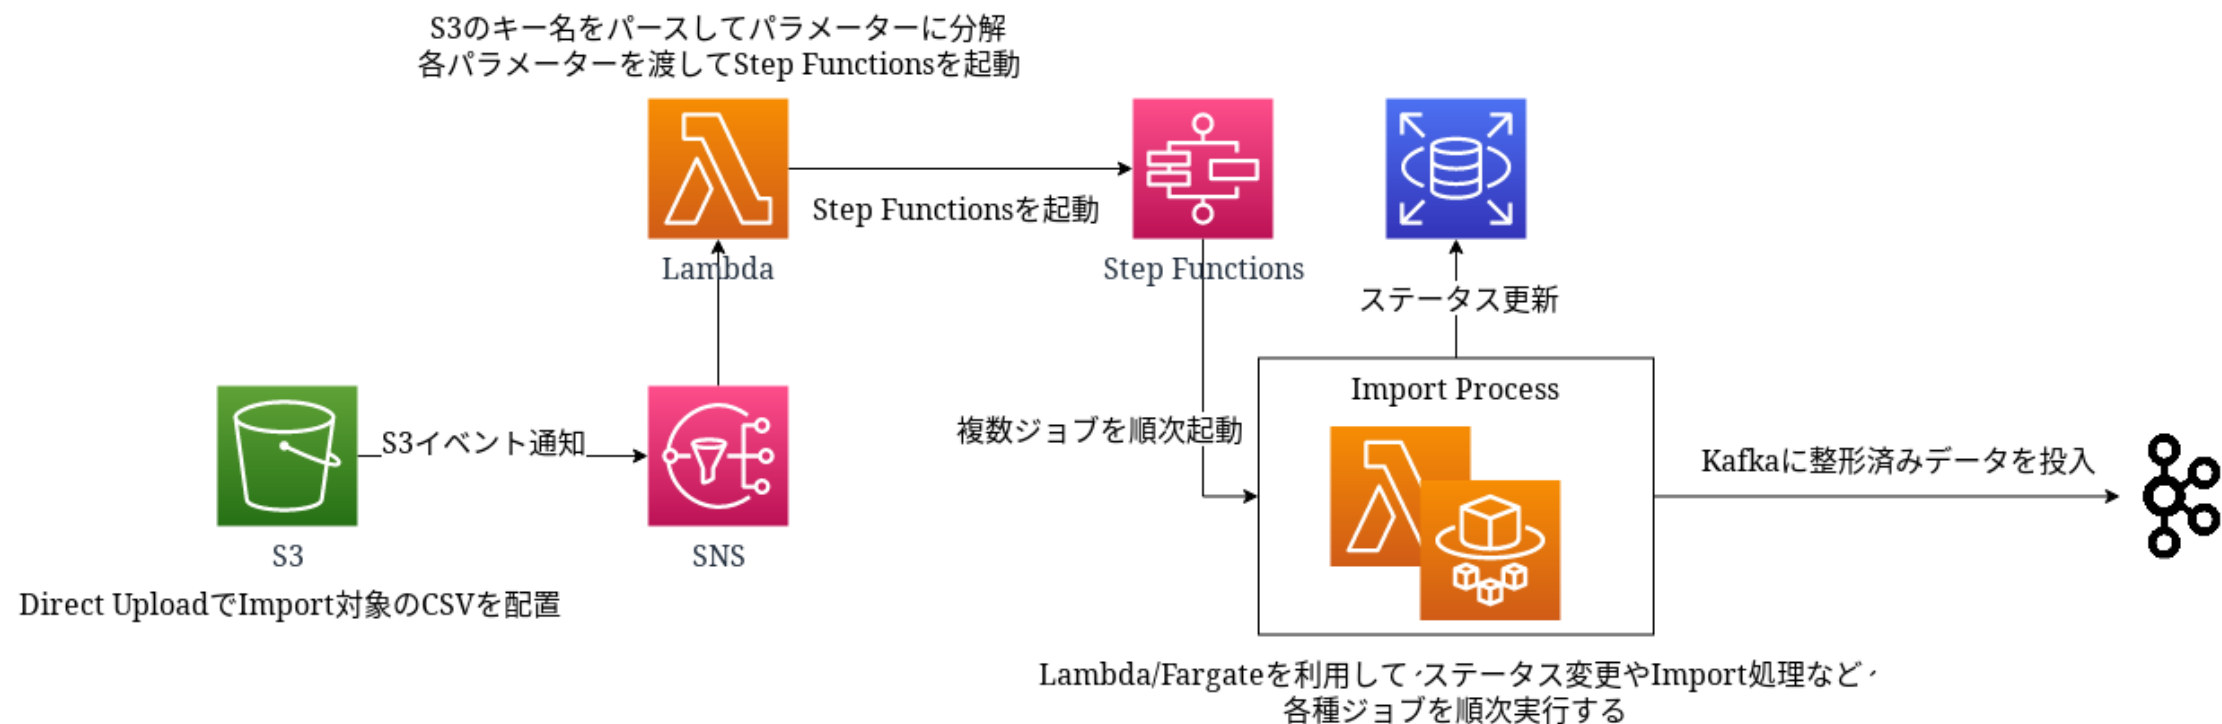 S3のキー名をパースしてパラメーターに分解
各パラメーターを渡してStep Functionsを起動
Lambda
Step Functionsを起動
Step Functions
ステータス更新
S3イベント通知
S3
SNS
Direct UploadでImport対象のCSVを配置
複数ジョブを順次起動
Import Process
Kafkaに整形済みデータを投入
Lambda/Fargateを利用して、ステータス変更やImport処理など、
各種ジョブを順次実行する